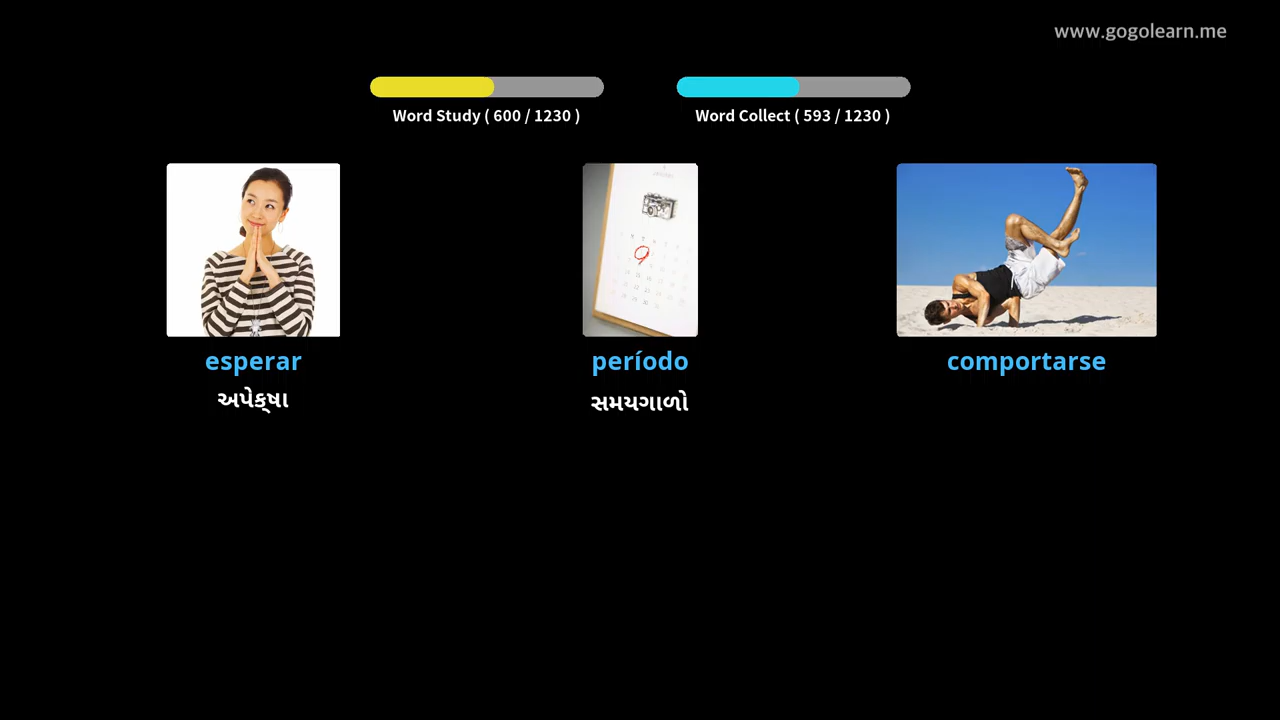 www.gogolearn.me
Word Study ( 600 / 1230 )
Word Collect ( 593 / 1230 )
esperar
período
comportarse
અપેક્ષા
સમયગાળો